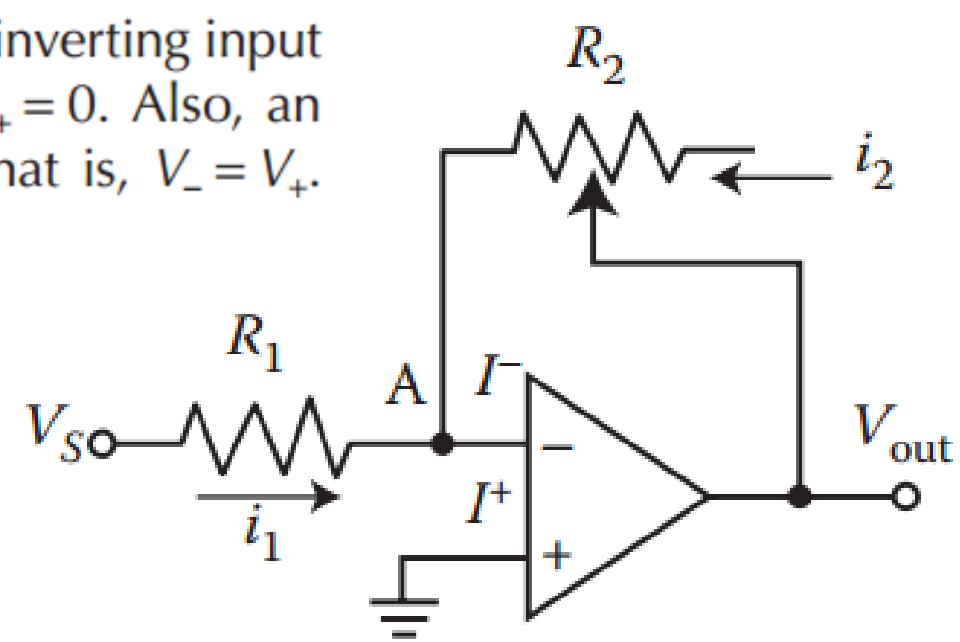 inverting input
₊ = 0. Also, an
hat is, V₋ = V₊.
R₂
i₂
R₁
A
I⁻
V_S
−
V_out
I⁺
i₁
+